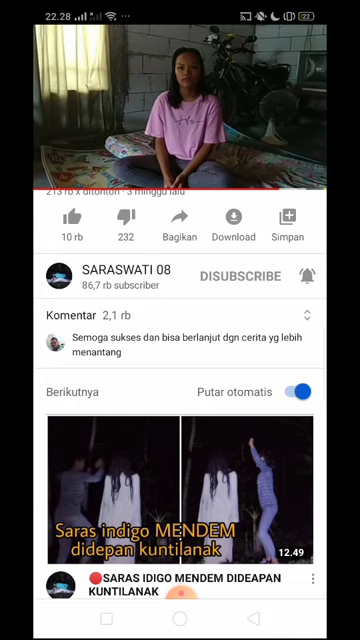 22.28
22
213 rb x ditonton · 3 minggu lalu
10 rb
232
Bagikan
Download
Simpan
SARASWATI 08
86,7 rb subscriber
DISUBSCRIBE
Komentar 2,1 rb
Semoga sukses dan bisa berlanjut dgn cerita yg lebih
menantang
Berikutnya
Putar otomatis
Saras indigo MENDEM
didepan kuntilanak
12.49
🔴SARAS IDIGO MENDEM DIDEAPAN
KUNTILANAK